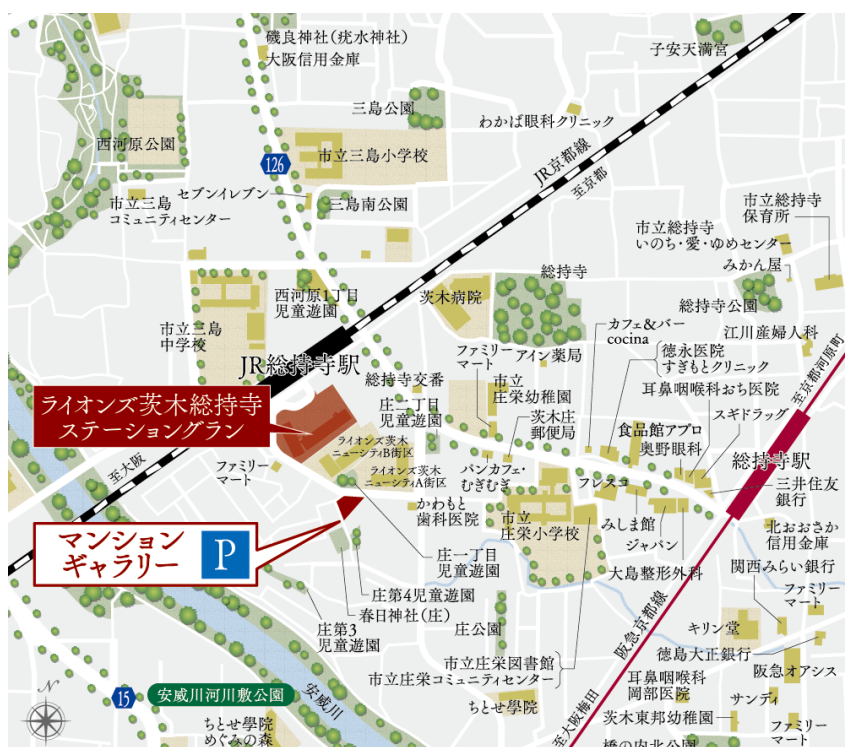 磯良神社(疣水神社)
大阪信用金庫
子安天満宮
三島公園
わかば眼科クリニック
西河原公園
市立三島小学校
126
JR京都線
至京都
セブンイレブン
三島南公園
市立三島
コミュニティセンター
市立総持寺
保育所
市立総持寺
いのち・愛・ゆめセンター
みかん屋
総持寺
総持寺公園
西河原1丁目
児童遊園
茨木病院
市立三島
中学校
カフェ&バー
cocina
江川産婦人科
徳永医院
すぎもとクリニック
至京都河原町
JR総持寺駅
ファミリー
マート
アイン薬局
総持寺交番
市立
庄栄幼稚園
耳鼻咽喉科おち医院
スギドラッグ
ライオンズ茨木総持寺
ステーショングラン
庄二丁目
児童遊園
茨木庄
郵便局
食品館アプロ
奥野眼科
総持寺駅
ライオンズ茨木
ニューシティB街区
ライオンズ茨木
ニューシティA街区
至大阪
ファミリー
マート
パンカフェ・
むぎむぎ
フレスコ
三井住友
銀行
かわもと
歯科医院
市立
庄栄小学校
みしま館
ジャパン
北おおさか
信用金庫
マンション
ギャラリー
P
庄一丁目
児童遊園
大島整形外科
関西みらい銀行
ファミリー
マート
庄第4児童遊園
春日神社(庄)
庄第3
児童遊園
庄公園
阪急京都線
キリン堂
徳島大正銀行
市立庄栄図書館
市立庄栄コミュニティセンター
耳鼻咽喉科
岡部医院
阪急オアシス
安威川河川敷公園
15
安威川
サンディ
N
ちとせ學院
めぐみの森
ちとせ學院
至大阪梅田
茨木東邦幼稚園
ファミリー
マート
橋の内北公園